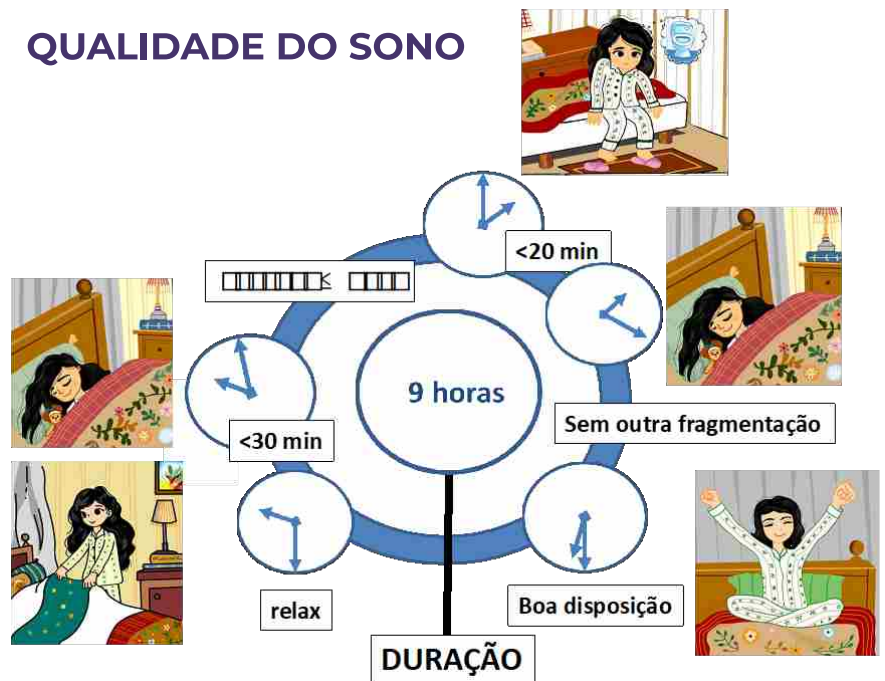 QUALIDADE DO SONO
<20 min
<30 min
9 horas
Sem outra fragmentação
relax
Boa disposição
DURAÇÃO